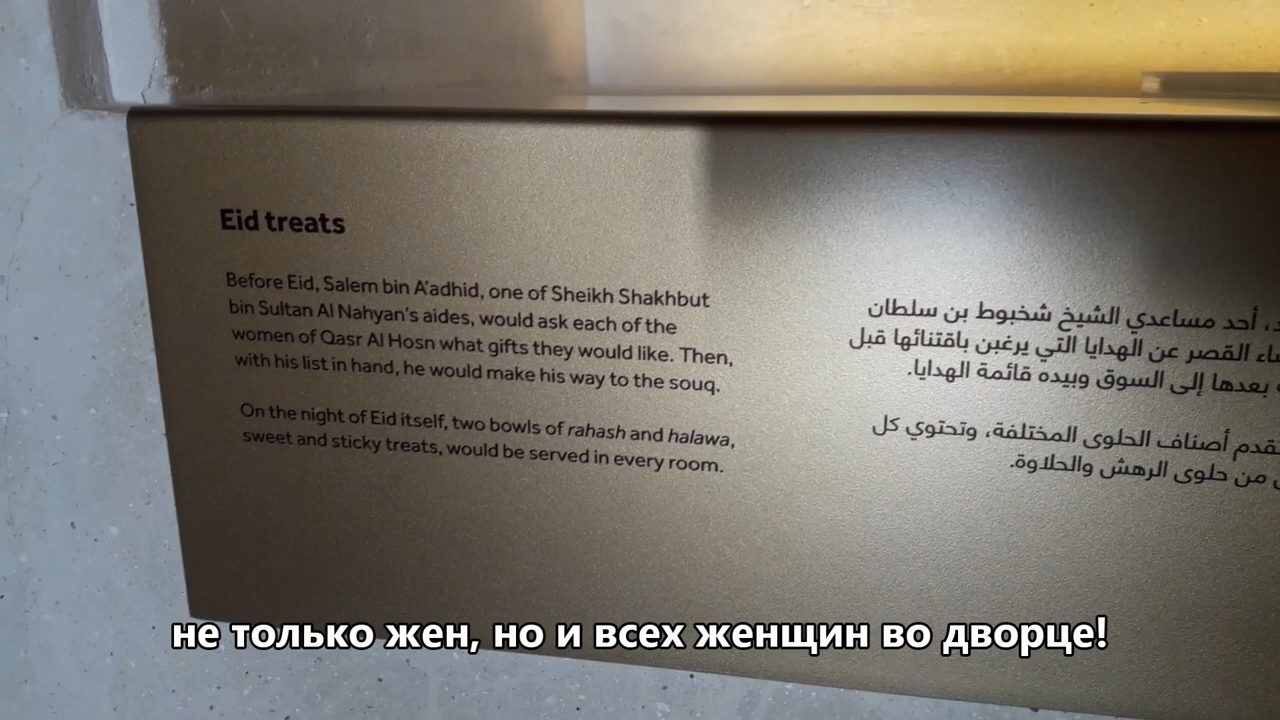 Eid treats
Before Eid, Salem bin A'adhid, one of Sheikh Shakhbut
bin Sultan Al Nahyan's aides, would ask each of the
women of Qasr Al Hosn what gifts they would like. Then,
with his list in hand, he would make his way to the souq.
On the night of Eid itself, two bowls of rahash and halawa,
sweet and sticky treats, would be served in every room.
أحد مساعدي الشيخ شخبوط بن سلطان
القصر عن الهدايا التي يرغبن باقتنائها قبل
بعدها إلى السوق وبيده قائمة الهدايا.
أصناف الحلوى المختلفة، وتحتوي كل
من حلوى الرهش والحلاوة.
не только жен, но и всех женщин во дворце!